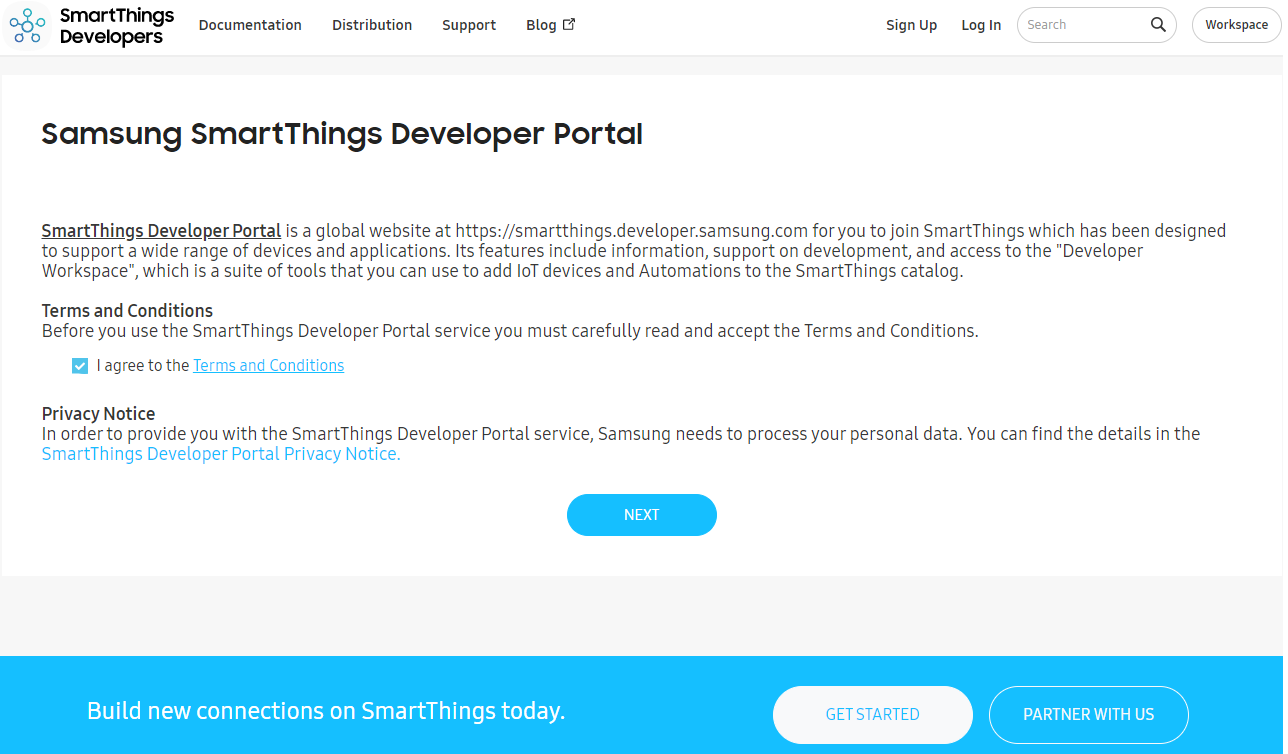 SmartThings
Developers
Documentation
Distribution
Support
Blog
Sign Up
Log In
Search
Workspace
Samsung SmartThings Developer Portal
SmartThings Developer Portal is a global website at https://smartthings.developer.samsung.com for you to join SmartThings which has been designed
to support a wide range of devices and applications. Its features include information, support on development, and access to the "Developer
Workspace", which is a suite of tools that you can use to add IoT devices and Automations to the SmartThings catalog.
Terms and Conditions
Before you use the SmartThings Developer Portal service you must carefully read and accept the Terms and Conditions.
I agree to the Terms and Conditions
Privacy Notice
In order to provide you with the SmartThings Developer Portal service, Samsung needs to process your personal data. You can find the details in the
SmartThings Developer Portal Privacy Notice.
NEXT
Build new connections on SmartThings today.
GET STARTED
PARTNER WITH US